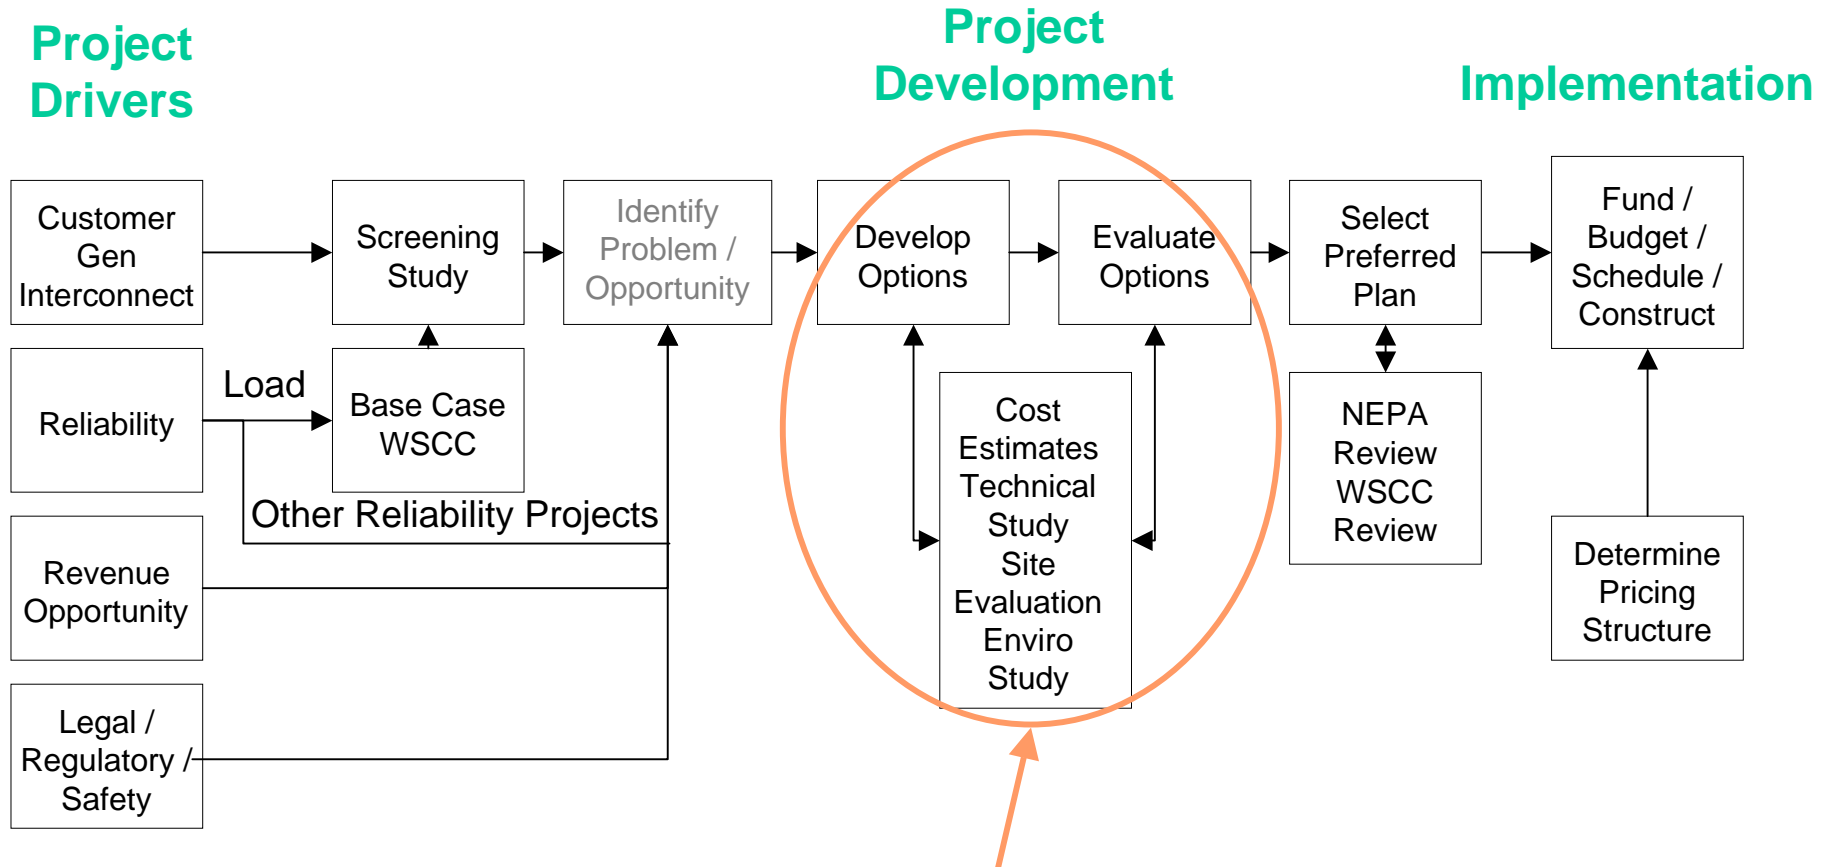 Project
Drivers
Project
Development
Implementation
Customer
Gen
Interconnect
Screening
Study
Identify
Problem /
Opportunity
Develop
Options
Evaluate
Options
Select
Preferred
Plan
Fund /
Budget /
Schedule /
Construct
Reliability
Load
Base Case
WSCC
Other Reliability Projects
Cost
Estimates
Technical
Study
Site
Evaluation
Enviro
Study
NEPA
Review
WSCC
Review
Revenue
Opportunity
Determine
Pricing
Structure
Legal /
Regulatory /
Safety